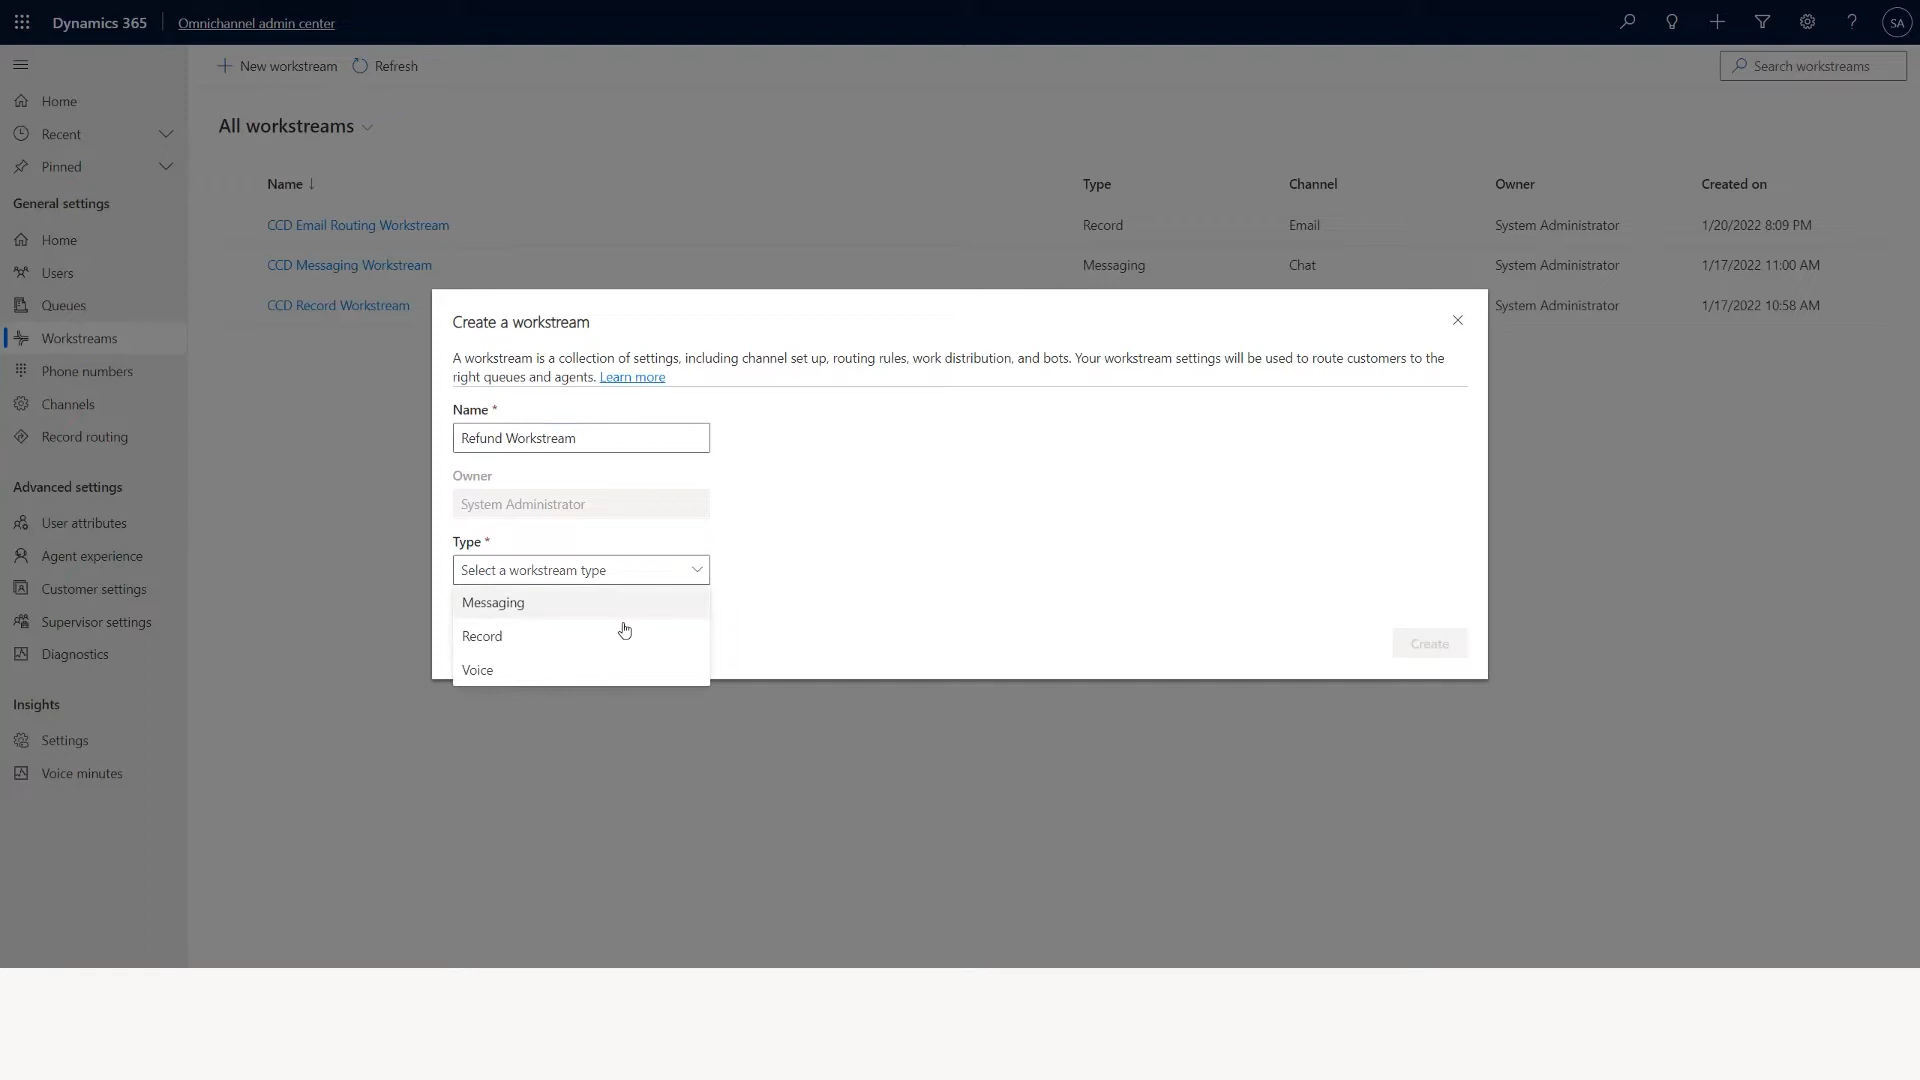 Dynamics 365
Omnichannel admin center
SA
New workstream
Refresh
Search workstreams
Home
Recent
Pinned
General settings
Home
Users
Queues
Workstreams
Phone numbers
Channels
Record routing
Advanced settings
User attributes
Agent experience
Customer settings
Supervisor settings
Diagnostics
Insights
Settings
Voice minutes
All workstreams
Name ↓ Type Channel Owner Created on
CCD Email Routing Workstream Record Email System Administrator 1/20/2022 8:09 PM
CCD Messaging Workstream Messaging Chat System Administrator 1/17/2022 11:00 AM
CCD Record Workstream System Administrator 1/17/2022 10:58 AM
Create a workstream
A workstream is a collection of settings, including channel set up, routing rules, work distribution, and bots. Your workstream settings will be used to route customers to the
right queues and agents. Learn more
Name *
Refund Workstream
Owner
System Administrator
Type *
Select a workstream type
Messaging
Record
Voice
Create